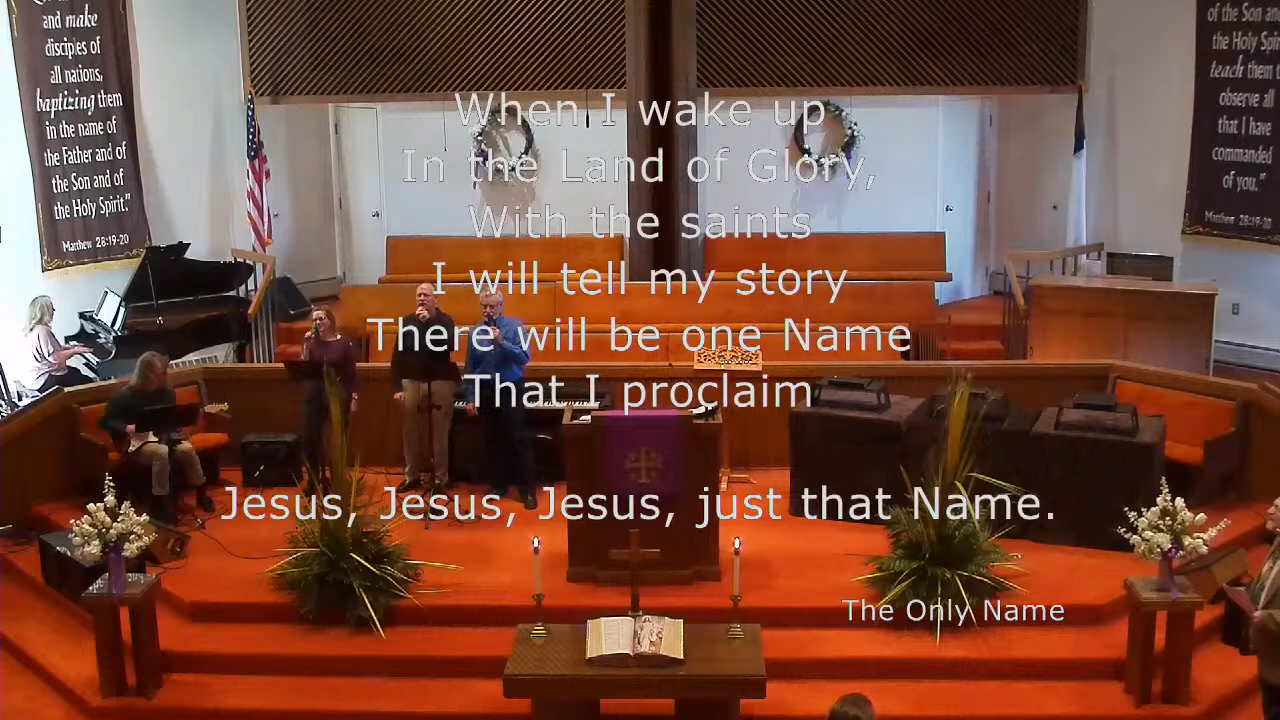 and make
disciples of
all nations,
baptizing them
in the name of
the Father and of
the Son and of
the Holy Spirit."
Matthew 28:19-20
When I wake up
In the Land of Glory,
With the saints
I will tell my story
There will be one Name
That I proclaim
Jesus, Jesus, Jesus, just that Name.
The Only Name
of the Son and
the Holy Spirit
teach them t
observe all
that I have
commanded
of you."
Matthew 28:19-20